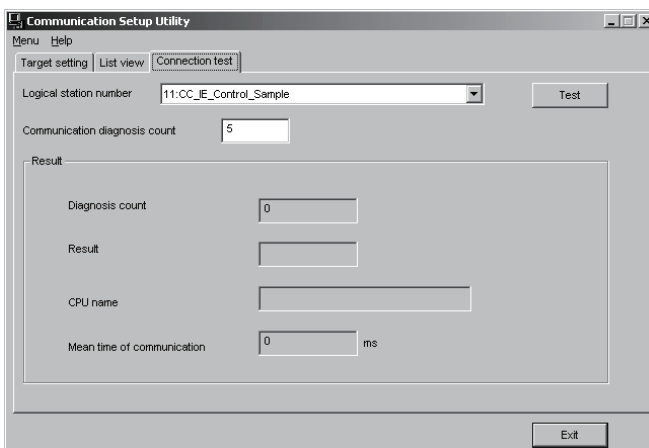 Communication Setup Utility
Menu Help
Target setting List view Connection test
Logical station number 11:CC_IE_Control_Sample Test
Communication diagnosis count 5
Result
Diagnosis count 0
Result
CPU name
Mean time of communication 0 ms
Exit